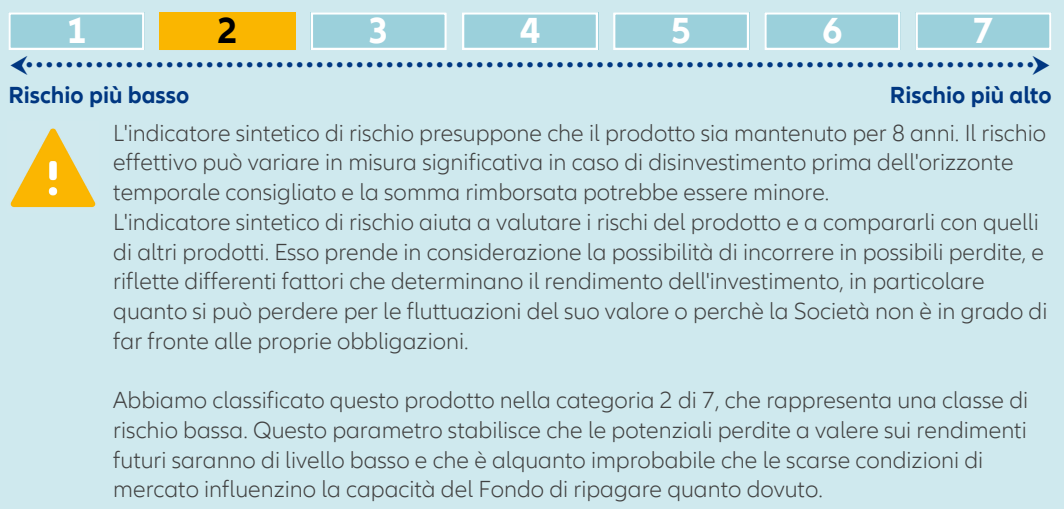 1 2 3 4 5 6 7
Rischio più basso Rischio più alto
L'indicatore sintetico di rischio presuppone che il prodotto sia mantenuto per 8 anni. Il rischio
effettivo può variare in misura significativa in caso di disinvestimento prima dell'orizzonte
temporale consigliato e la somma rimborsata potrebbe essere minore.
L'indicatore sintetico di rischio aiuta a valutare i rischi del prodotto e a compararli con quelli
di altri prodotti. Esso prende in considerazione la possibilità di incorrere in possibili perdite, e
riflette differenti fattori che determinano il rendimento dell'investimento, in particolare
quanto si può perdere per le fluttuazioni del suo valore o perchè la Società non è in grado di
far fronte alle proprie obbligazioni.
Abbiamo classificato questo prodotto nella categoria 2 di 7, che rappresenta una classe di
rischio bassa. Questo parametro stabilisce che le potenziali perdite a valere sui rendimenti
futuri saranno di livello basso e che è alquanto improbabile che le scarse condizioni di
mercato influenzino la capacità del Fondo di ripagare quanto dovuto.